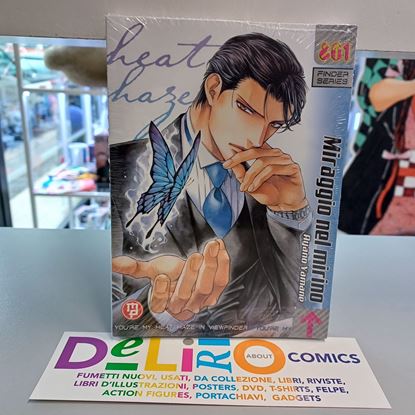 heat
haze
801
FINDER
SERIES
Miraggio nel mirino
Ayano Yamane
YOU'RE MY HEAT HAZE IN VIEWFINDER YOU'RE MY
DELIRIO
ABOUT
COMICS
FUMETTI NUOVI, USATI, DA COLLEZIONE, LIBRI, RIVISTE,
LIBRI D'ILLUSTRAZIONI, POSTERS, DVD, T-SHIRTS, FELPE,
ACTION FIGURES, PORTACHIAVI, GADGETS